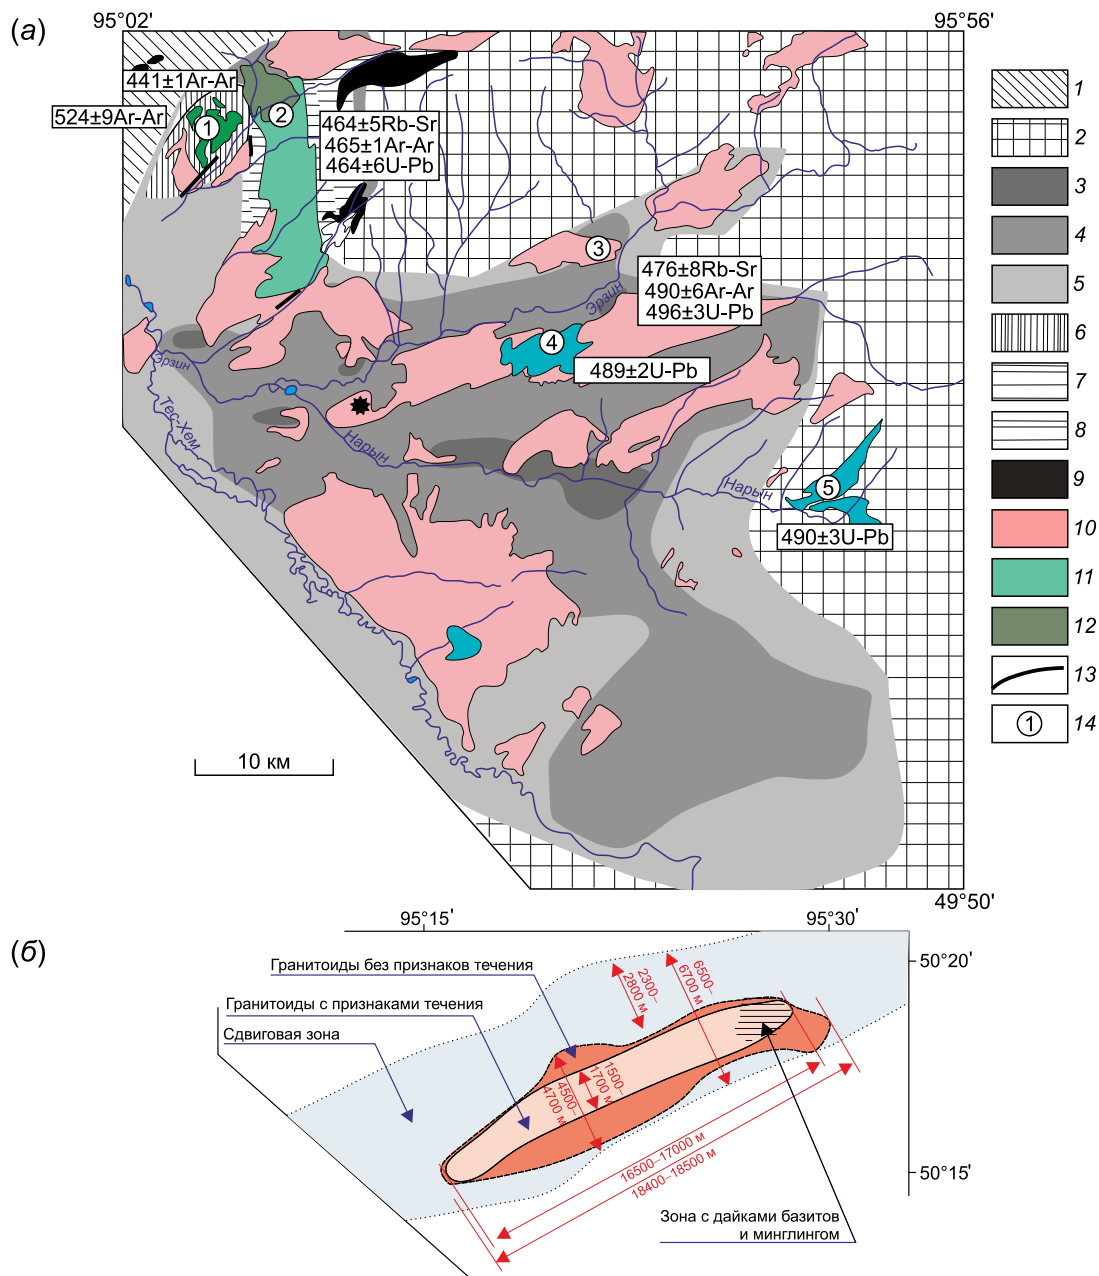 (а)
95°02'
95°56'
441±1Ar-Ar
524±9Ar-Ar
1
2
464±5Rb-Sr
465±1Ar-Ar
464±6U-Pb
3
476±8Rb-Sr
490±6Ar-Ar
496±3U-Pb
Эрзин
4
489±2U-Pb
Эрзин
Тес-Хем
Нарын
Нарын
5
490±3U-Pb
10 км
49°50'
1
2
3
4
5
6
7
8
9
10
11
12
13
1
14
(б)
95°15'
95°30'
50°20'
50°15'
Гранитоиды без признаков течения
Гранитоиды с признаками течения
Сдвиговая зона
2300–
2800 м
6500–
6700 м
1500–
1700 м
4500–
4700 м
16500–17000 м
18400–18500 м
Зона с дайками базитов
и минглингом